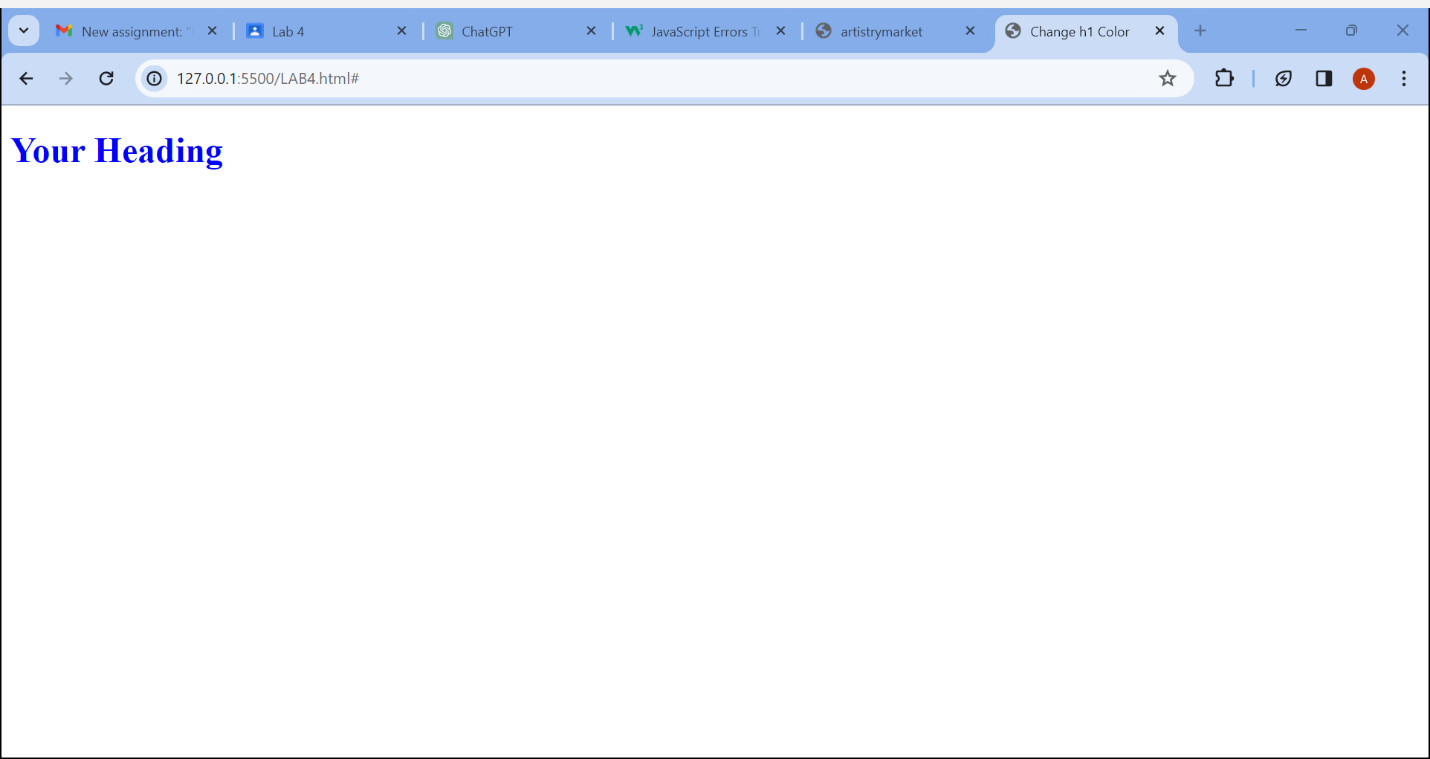 New assignment: "
Lab 4
ChatGPT
JavaScript Errors Tr
artistrymarket
Change h1 Color
127.0.0.1:5500/LAB4.html#
A
Your Heading